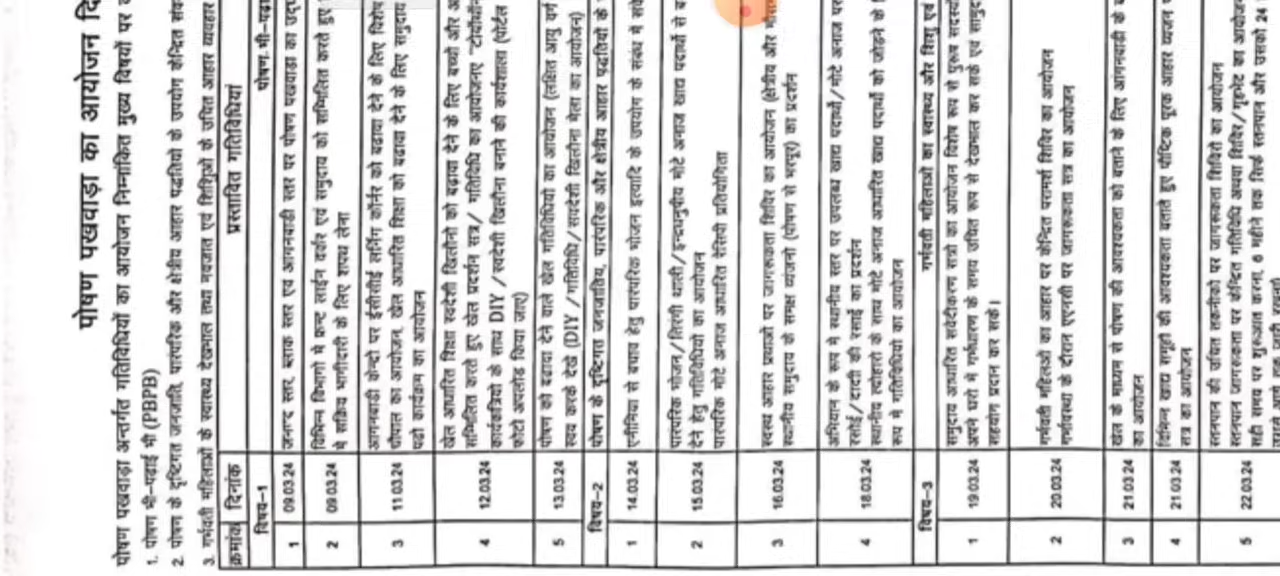 पोषण पखवाड़ा का आयोजन दि
पोषण पखवाड़ा अन्तर्गत गतिविधियों का आयोजन निम्नांकित मुख्य विषयों पर
1. पोषण भी–पढ़ाई भी (PBPB)
2. पोषण के दृष्टिगत जनजाति, पारंपरिक और क्षेत्रीय आहार पद्धतियों के उपयोग केन्द्रित
3. गर्भवती महिलाओं के स्वास्थ्य देखभाल तथा नवजात एवं शिशुओं के उचित आहार व्यवहार
क्रमांक दिनांक प्रस्तावित गतिविधियां
विषय–1 पोषण–भी–
1 09.03.24 जनपद स्तर, ब्लाक स्तर एवं आंगनबाडी स्तर पर पोषण पखवाडा का
2 09.03.24 विभिन्न विभागो मे फ्रन्ट लाईन वर्कर एवं समुदाय को सम्मिलित करते हुए
मे सक्रिय भागीदारी के लिए शपथ लेना
3 11.03.24 आंगनवाडी केन्दो पर ईसीसीई लर्निंग कॉर्नर को बढावा देने के लिए
चौपाल का आयोजन, खेल आधारित शिक्षा को बढावा देने के लिए समुदाय
कार्यक्रम का आयोजन
4 12.03.24 खेल आधारित शिक्षा स्वदेशी खिलौनो को बढावा देने के लिए बच्चों और
सम्मिलित करते हुए खेल प्रदर्शन सत्र/ गतिविधि का आयोजनए
कार्यकत्रियों के साथ DIY /स्वदेशी खिलौना बनाने की कार्यशाला (पोर्टल
फोटो अपलोड किया जाए)
5 13.03.24 पोषण को बढावा देने वाले खेल गतिविधियों का आयोजन (लक्षित आयु वर्ग
स्वयं करके देखें (DIY /गतिविधि/स्वदेशी खिलौना मेला का आयोजन)
विषय–2 पोषण के दृष्टिगत जनजातीय, पारंपरिक और क्षेत्रीय आहार पद्धतियों के
1 14.03.24 एनीमिया से बचाव हेतु पारंपरिक भोजन इत्यादि के उपयोग के संबंध मे
2 15.03.24 पारंपरिक भोजन/तिरंगी थाली/इन्द्रधनुषीय मोटे अनाज खाद्य पदार्थो से
देने हेतु गतिविधियों का आयोजन
पारंपरिक मोटे अनाज आधारित रेसिपी प्रतियोगिता
3 16.03.24 स्वस्थ आहार प्रथाओ पर जागरूकता शिविर का आयोजन (क्षेत्रीय और
स्थानीय समुदाय के समक्ष व्यंजनो (पोषण से भरपूर) का प्रदर्शन
4 18.03.24 अभियान के रूप मे स्थानीय स्तर पर उपलब्ध खाद्य पदार्थो/मोटे अनाज
रसोई/दादी की रसोई का प्रदर्शन
स्थानीय त्यौहारो के साथ मोटे अनाज आधारित खाद्य पदार्थो को जोड़ने के
रूप मे गतिविधियों का आयोजन
विषय–3 गर्भवती महिलाओं का स्वास्थ्य और शिशु एवं
1 19.03.24 समुदाय आधारित संवेदीकरण सत्रो का आयोजन विशेष रूप से पुरूष
अपने घरो में गर्भधारण के समय उचित रूप से देखभाल कर सके एवं
सहयोग प्रदान कर सकें।
2 20.03.24 गर्भवती महिलाओं का आहार पर केन्द्रित परामर्श शिविर का आयोजन
गर्भावस्था के दौरान एएनसी पर जागरूकता सत्र का आयोजन
3 21.03.24 खेल के माध्यम से पोषण की आवश्यकता को बताने के लिए आंगनवाडी के
का आयोजन
4 21.03.24 विभिन्न खाद्य समूहो की आवश्यकता बताते हुए पौष्टिक पूरक आहार व्यंजन
सत्र का आयोजन
5 22.03.24 स्तनपान की उचित तकनीको पर जागरूकता शिविरो का आयोजन
स्तनपान जागरूकता पर केन्द्रित गतिविधि अथवा शिविर/ का आयोजन
सही समय पर शुरुआत करना, 6 महीने तक सिर्फ स्तनपान और उसको 24